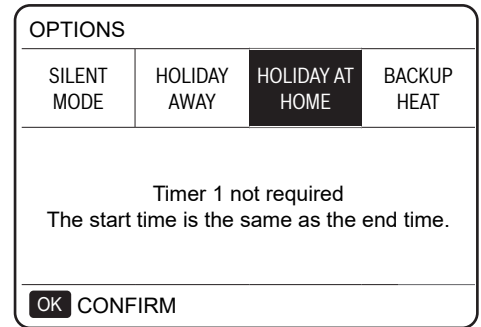 OPTIONS
SILENT MODE
HOLIDAY AWAY
HOLIDAY AT HOME
BACKUP HEAT
Timer 1 not required
The start time is the same as the end time.
OK CONFIRM